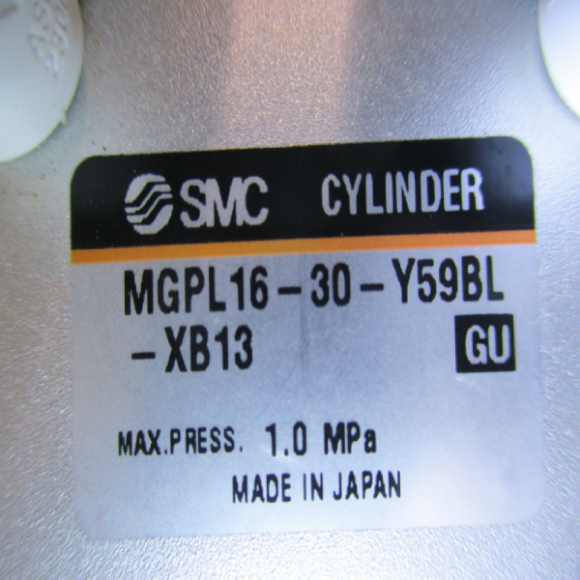 SMC CYLINDER
MGPL16-30-Y59BL
-XB13 GU
MAX.PRESS. 1.0 MPa
MADE IN JAPAN